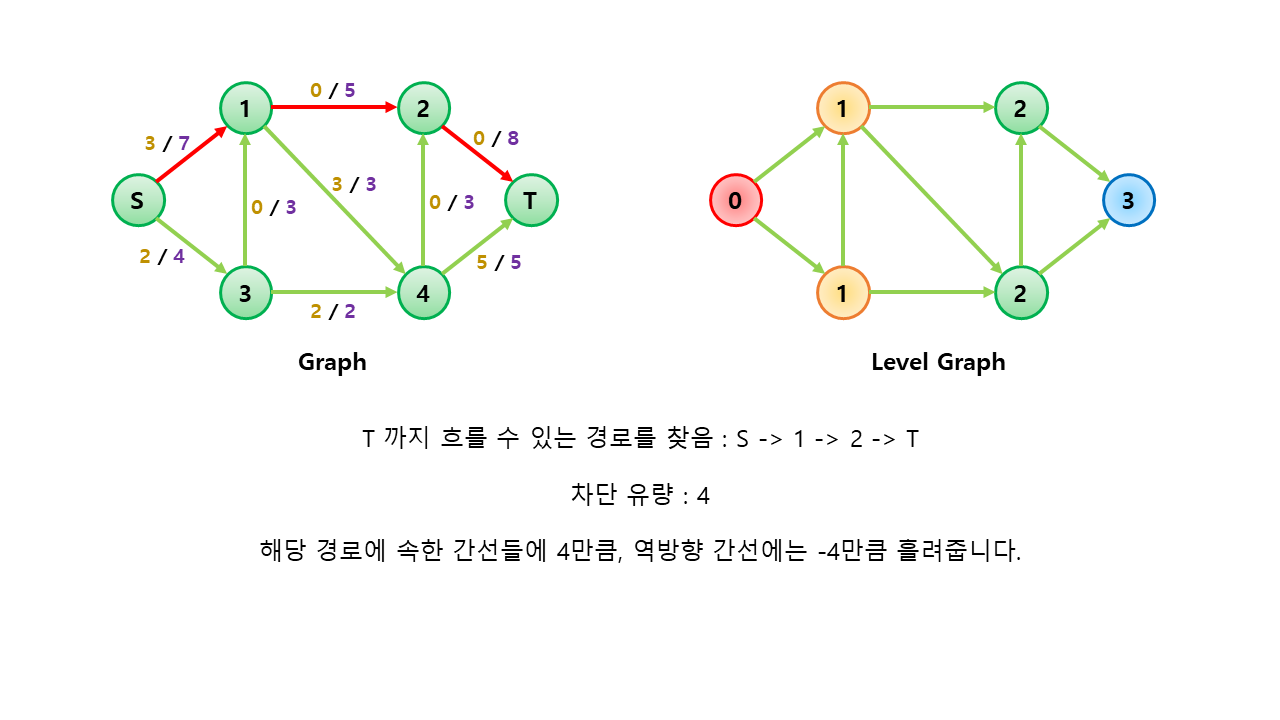 0 / 5
1
2
1
2
3 / 7
0 / 8
S
3 / 3
T
0
3
0 / 3
0 / 3
2 / 4
5 / 5
3
4
1
2
2 / 2
Graph
Level Graph
T 까지 흐를 수 있는 경로를 찾음 : S -> 1 -> 2 -> T
차단 유량 : 4
해당 경로에 속한 간선들에 4만큼, 역방향 간선에는 -4만큼 흘려줍니다.